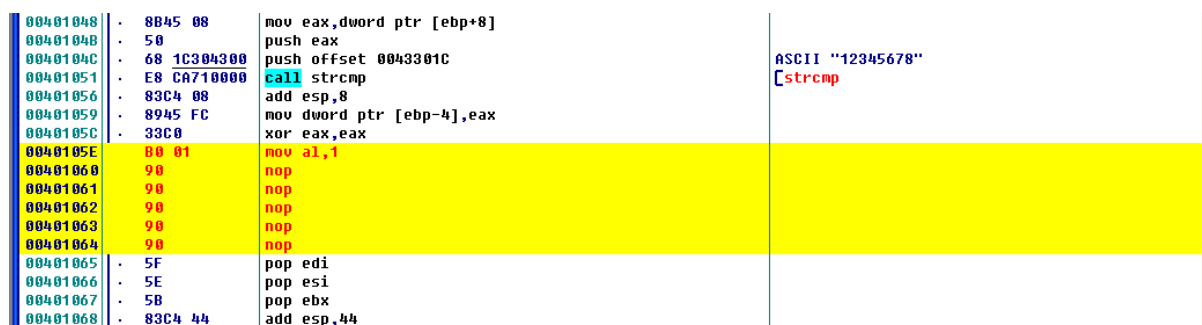 00401048 . 8B45 08 mov eax,dword ptr [ebp+8]
0040104B . 50 push eax
0040104C . 68 1C304300 push offset 0043301C ASCII "12345678"
00401051 . E8 CA710000 call strcmp [strcmp
00401056 . 83C4 08 add esp,8
00401059 . 8945 FC mov dword ptr [ebp-4],eax
0040105C . 33C0 xor eax,eax
0040105E B0 01 mov al,1
00401060 90 nop
00401061 90 nop
00401062 90 nop
00401063 90 nop
00401064 90 nop
00401065 . 5F pop edi
00401066 . 5E pop esi
00401067 . 5B pop ebx
00401068 . 83C4 44 add esp,44